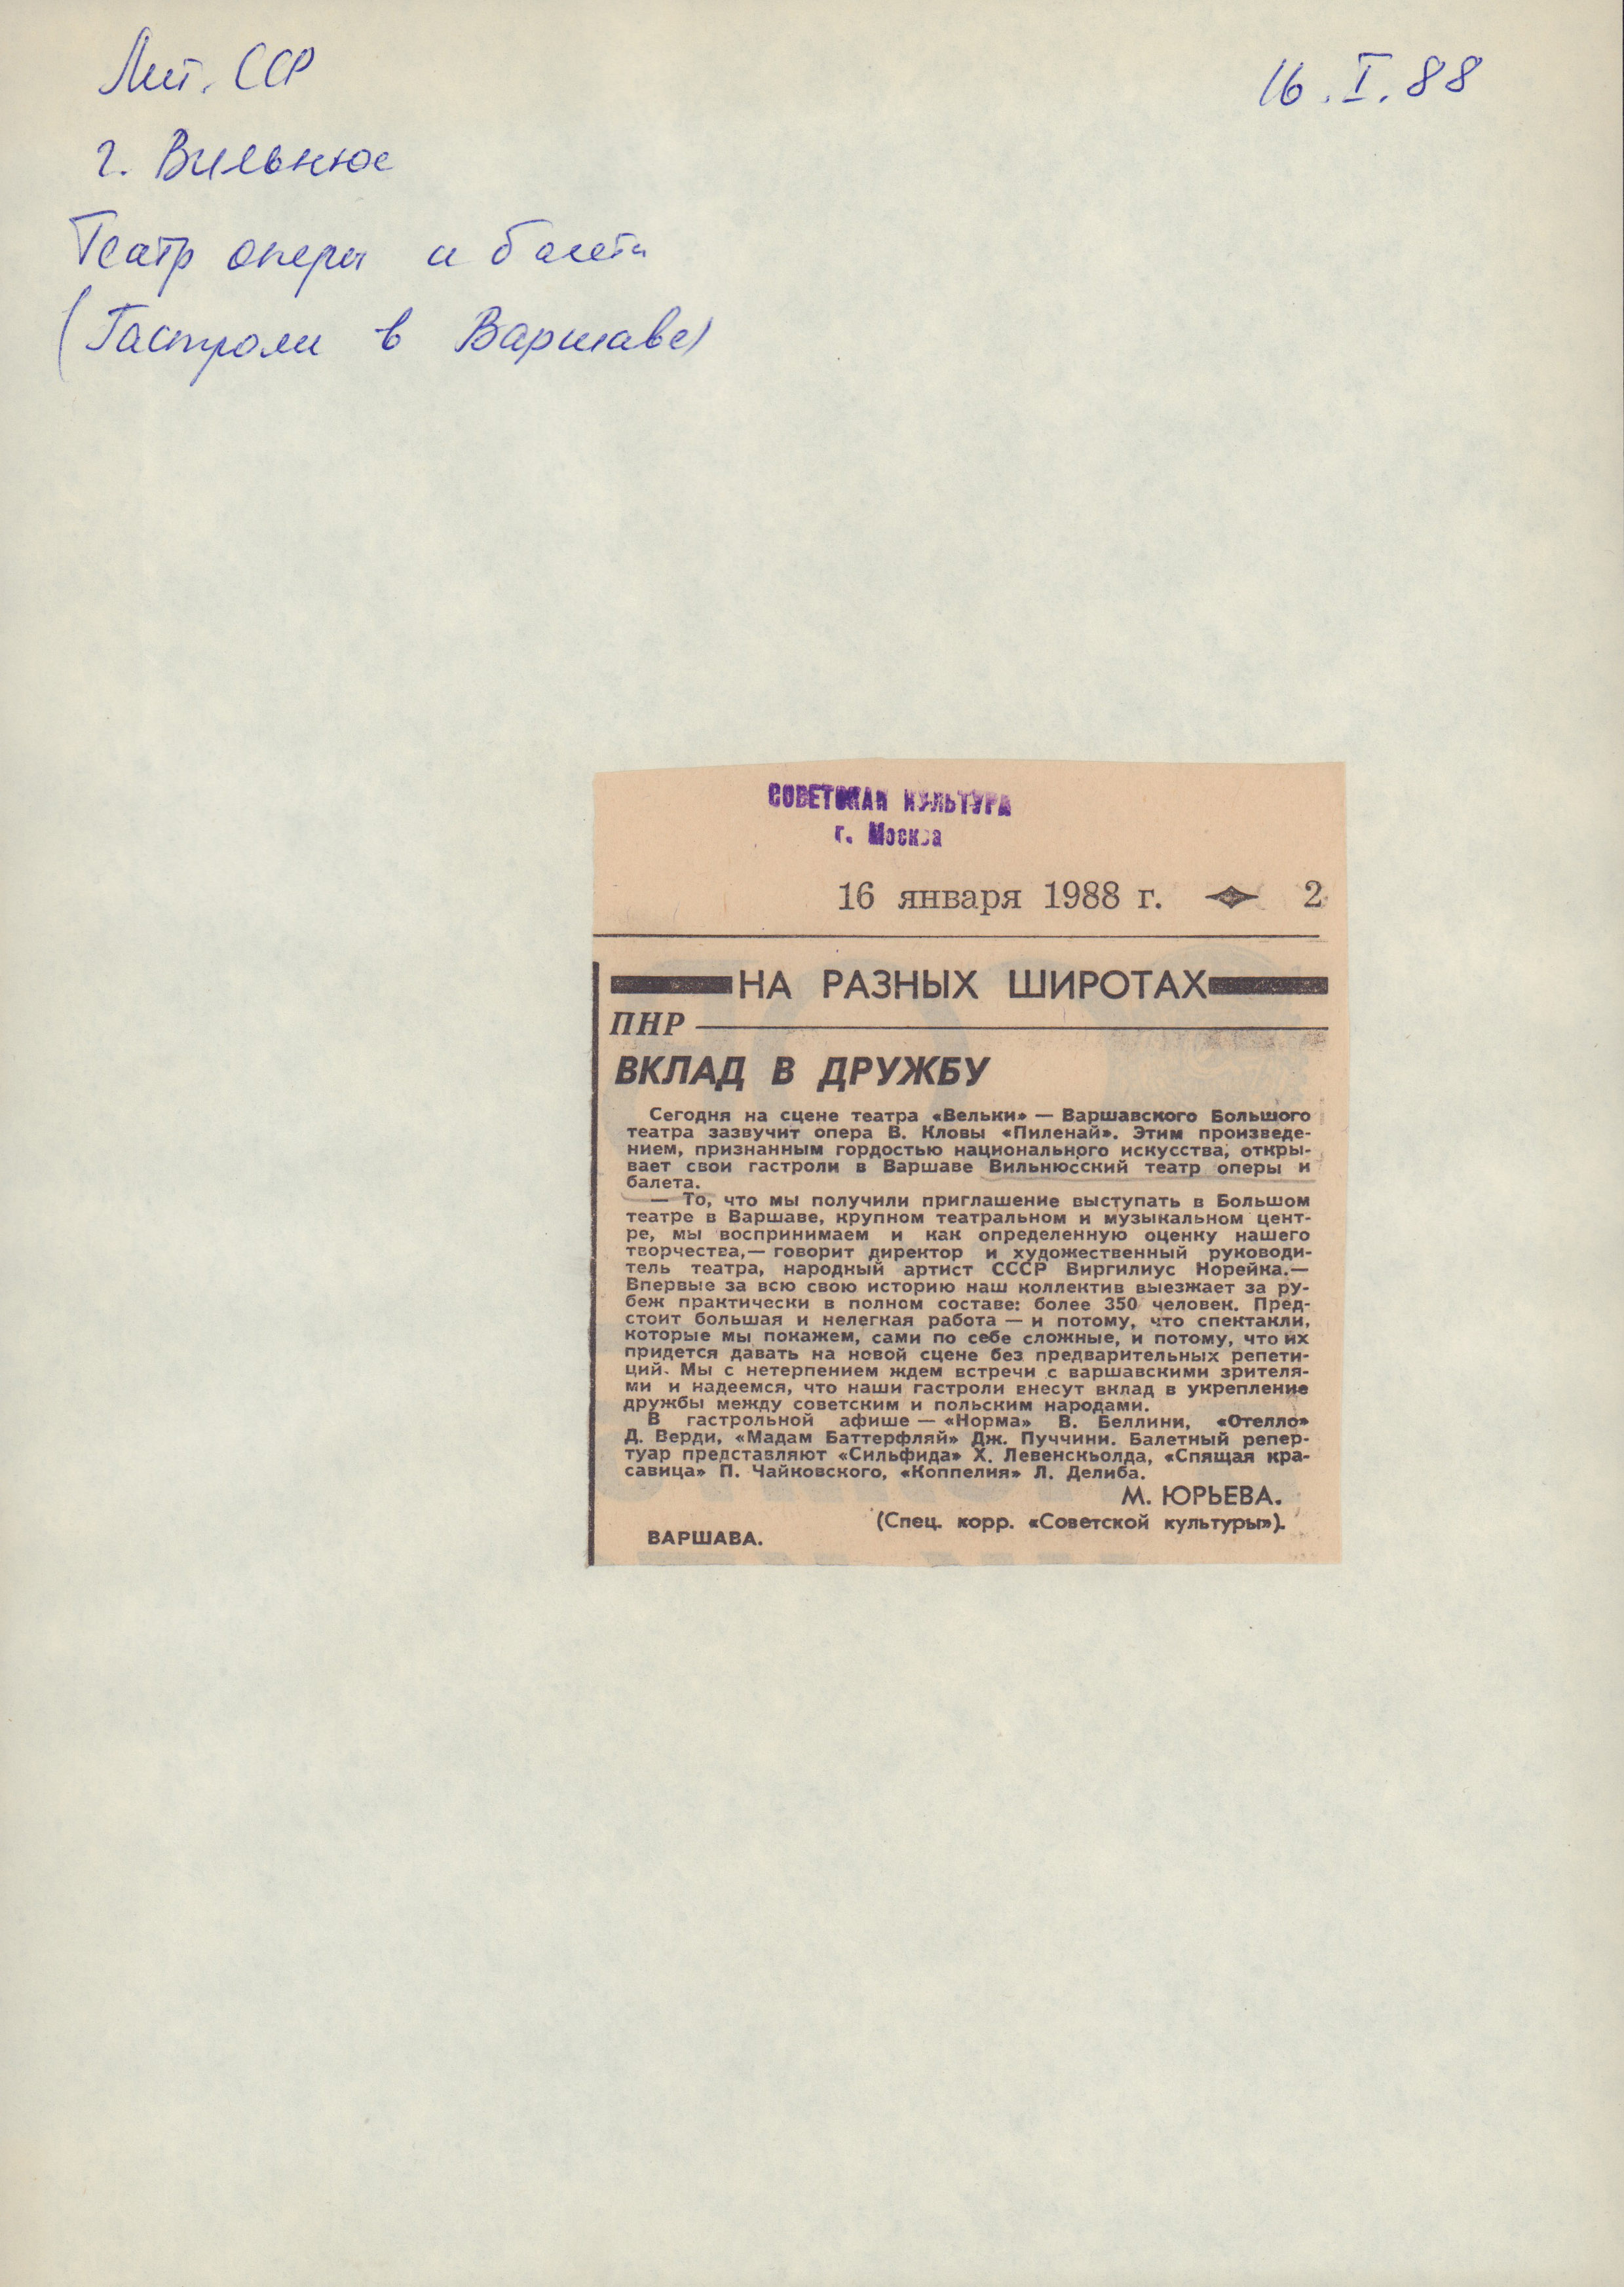 Лит. ССР
16.I.88
г. Вильнюс
Театр оперы и балета
(Гастроли в Варшаве)
СОВЕТСКАЯ КУЛЬТУРА
г. Москва
16 января 1988 г. 2
НА РАЗНЫХ ШИРОТАХ
ПНР
ВКЛАД В ДРУЖБУ
Сегодня на сцене театра «Вельки» — Варшавского Большого
театра зазвучит опера В. Кловы «Пиленай». Этим произведе-
нием, признанным гордостью национального искусства, откры-
вает свои гастроли в Варшаве Вильнюсский театр оперы и
балета.
— То, что мы получили приглашение выступать в Большом
театре в Варшаве, крупном театральном и музыкальном цент-
ре, мы воспринимаем и как определенную оценку нашего
творчества,— говорит директор и художественный руководи-
тель театра, народный артист СССР Виргилиус Норейка.—
Впервые за всю свою историю наш коллектив выезжает за ру-
беж практически в полном составе: более 350 человек. Пред-
стоит большая и нелегкая работа — и потому, что спектакли,
которые мы покажем, сами по себе сложные, и потому, что их
придется давать на новой сцене без предварительных репети-
ций. Мы с нетерпением ждем встречи с варшавскими зрителя-
ми и надеемся, что наши гастроли внесут вклад в укрепление
дружбы между советским и польским народами.
В гастрольной афише — «Норма» В. Беллини, «Отелло»
Д. Верди, «Мадам Баттерфляй» Дж. Пуччини. Балетный репер-
туар представляют «Сильфида» Х. Левенскьолда, «Спящая кра-
савица» П. Чайковского, «Коппелия» Л. Делиба.
М. ЮРЬЕВА.
(Спец. корр. «Советской культуры»).
ВАРШАВА.